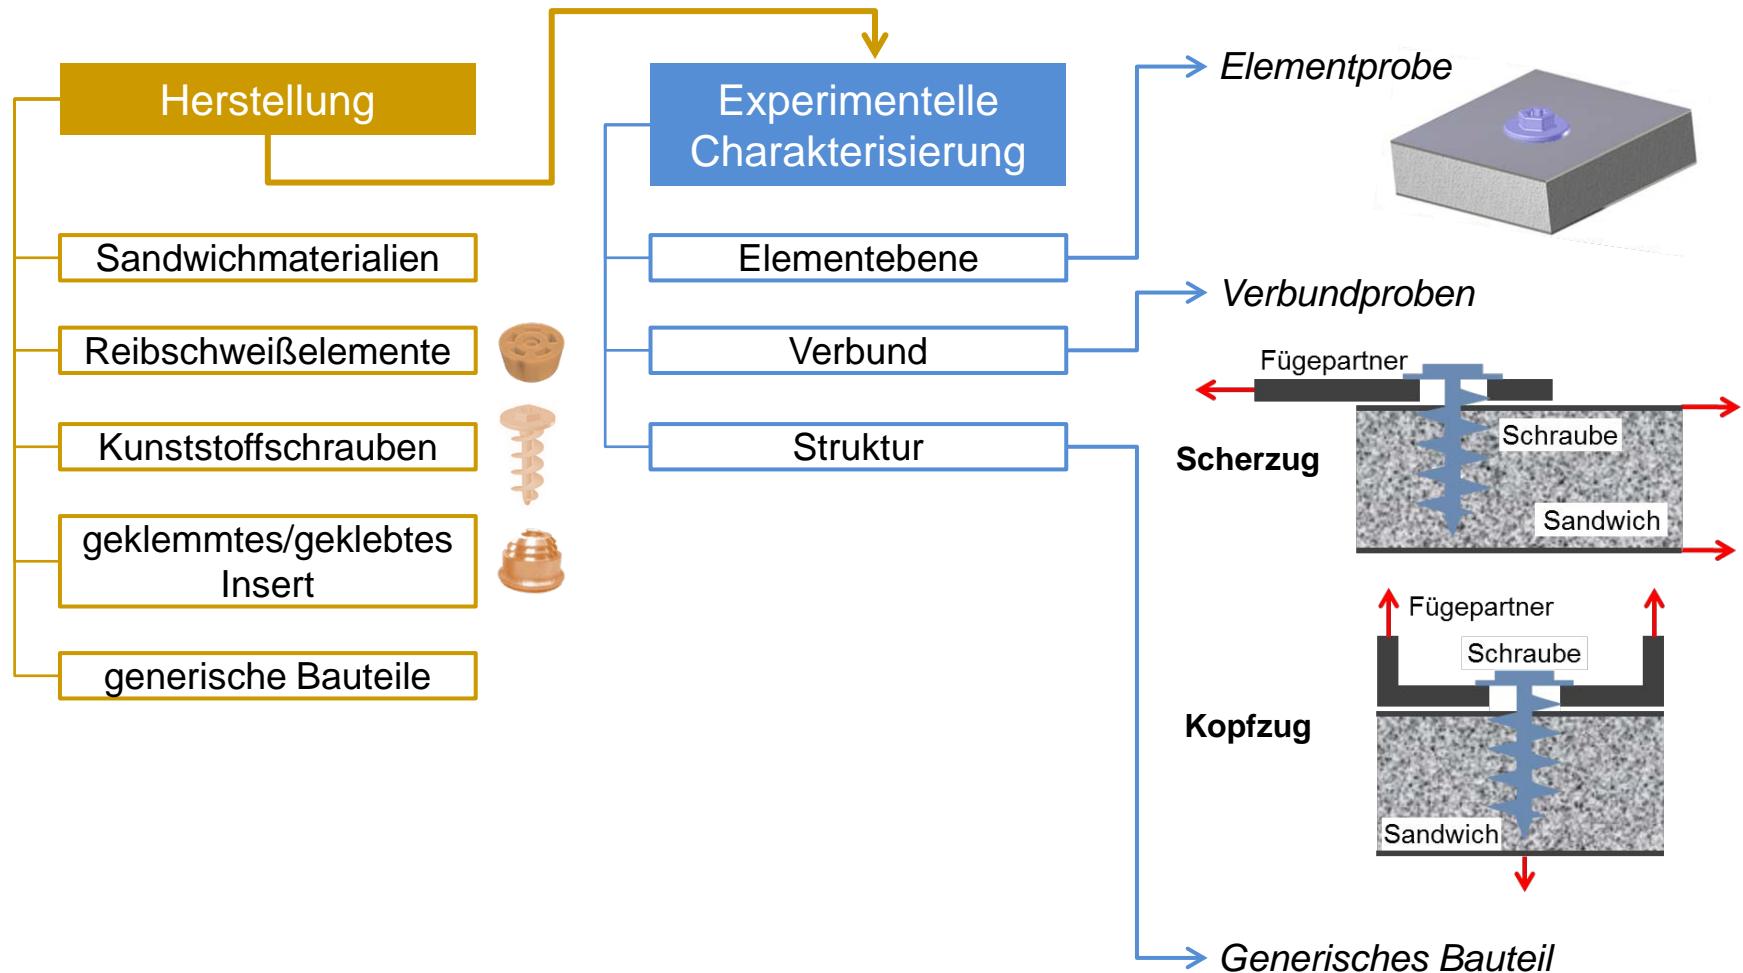 Herstellung
Sandwichmaterialien
Reibschweißelemente
Kunststoffschrauben
geklemmtes/geklebtes
Insert
generische Bauteile
Experimentelle
Charakterisierung
Elementebene
Verbund
Struktur
Elementprobe
Verbundproben
Fügepartner
Schraube
Scherzug
Sandwich
Fügepartner
Schraube
Kopfzug
Sandwich
Generisches Bauteil